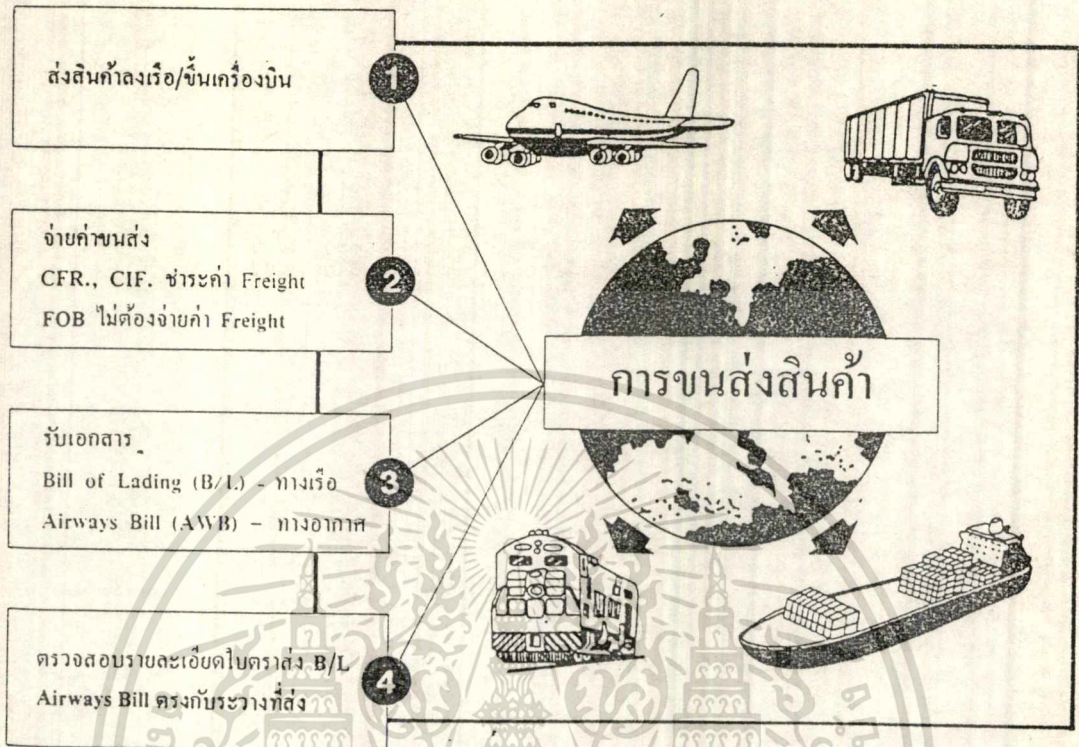 ส่งสินค้าลงเรือ/ขึ้นเครื่องบิน
1
จ่ายค่าขนส่ง
CFR., CIF. ชำระค่า Freight
FOB ไม่ต้องจ่ายค่า Freight
2
รับเอกสาร
Bill of Lading (B/L) - ทางเรือ
Airways Bill (AWB) - ทางอากาศ
3
ตรวจสอบรายละเอียดใบตราส่ง B/L
Airways Bill ตรงกับระวางที่ส่ง
4
การขนส่งสินค้า